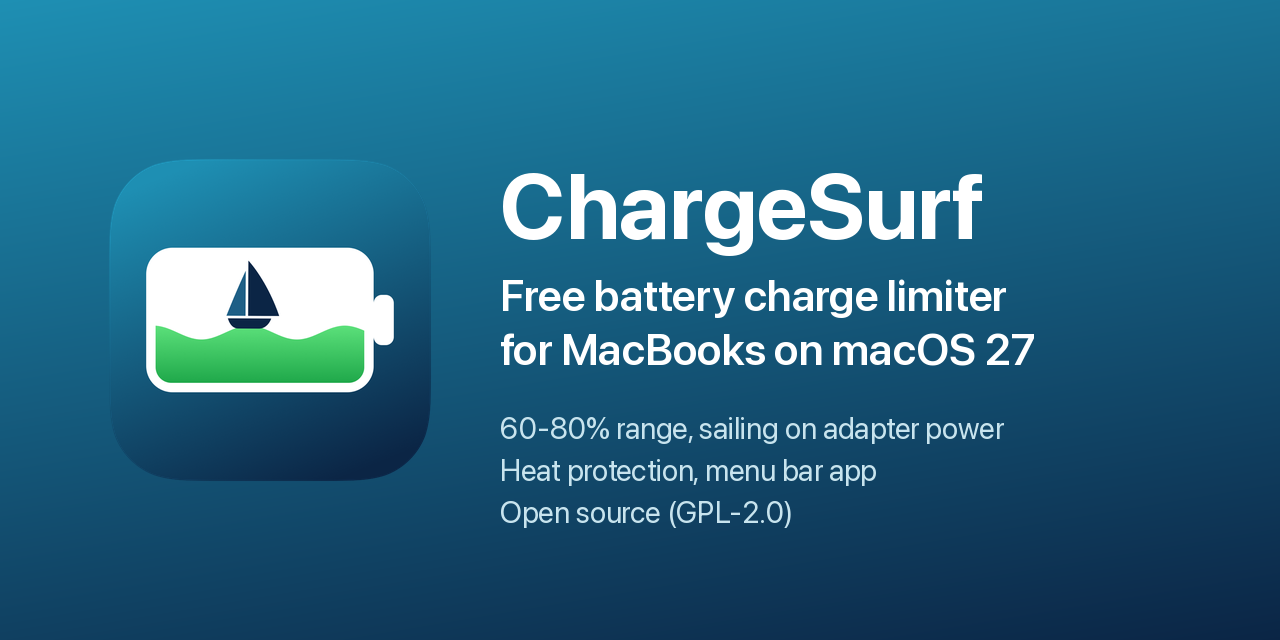 ChargeSurf
Free battery charge limiter
for MacBooks on macOS 27
60-80% range, sailing on adapter power
Heat protection, menu bar app
Open source (GPL-2.0)